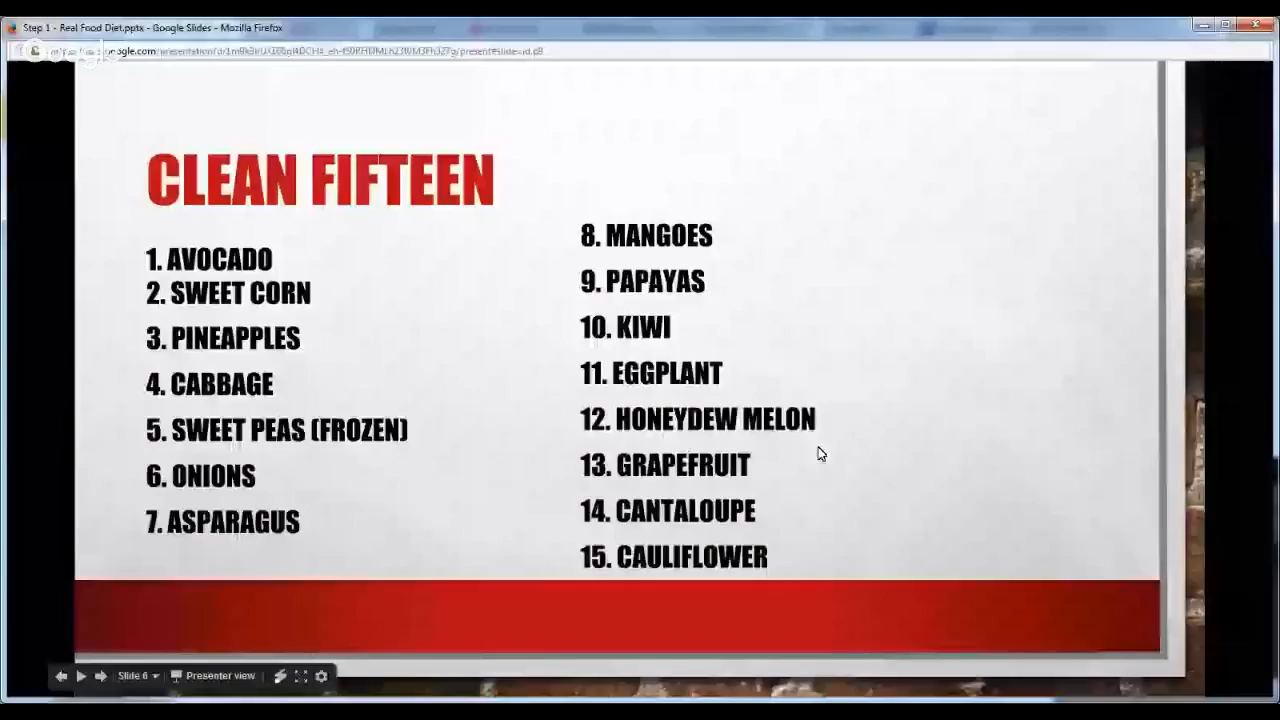 Step 1 - Real Food Diet.pptx - Google Slides - Mozilla Firefox
CLEAN FIFTEEN
1. AVOCADO
2. SWEET CORN
3. PINEAPPLES
4. CABBAGE
5. SWEET PEAS (FROZEN)
6. ONIONS
7. ASPARAGUS
8. MANGOES
9. PAPAYAS
10. KIWI
11. EGGPLANT
12. HONEYDEW MELON
13. GRAPEFRUIT
14. CANTALOUPE
15. CAULIFLOWER
Slide 6
Presenter view